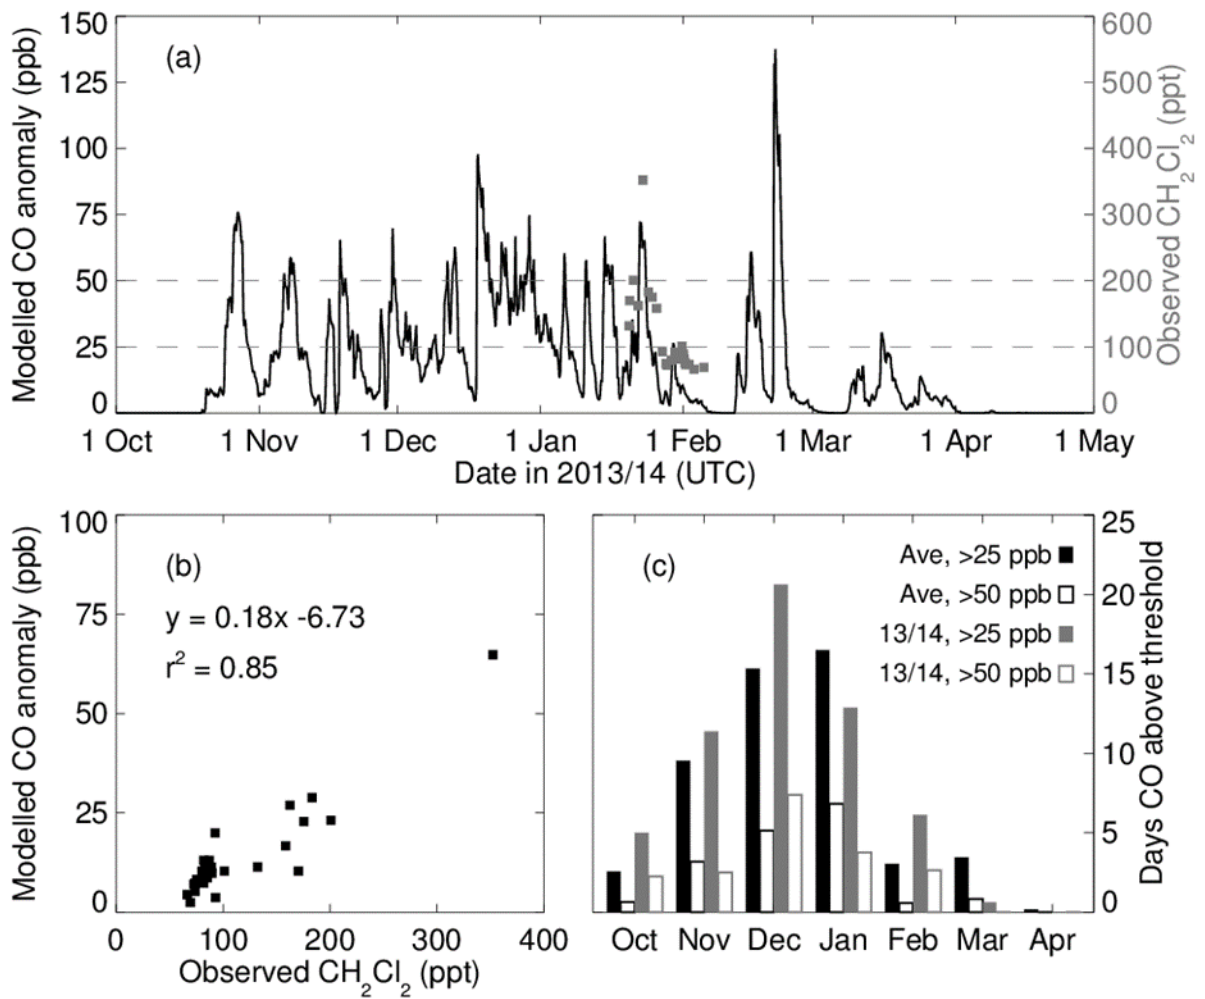 (a)
Modelled CO anomaly (ppb)
150
125
100
75
50
25
0
600
500
400
300
200
100
0
Observed CH2Cl2 (ppt)
1 Oct 1 Nov 1 Dec 1 Jan 1 Feb 1 Mar 1 Apr 1 May
Date in 2013/14 (UTC)
(b)
y = 0.18x -6.73
r² = 0.85
Modelled CO anomaly (ppb)
100
75
50
25
0
0 100 200 300 400
Observed CH2Cl2 (ppt)
(c)
Ave, >25 ppb
Ave, >50 ppb
13/14, >25 ppb
13/14, >50 ppb
25
20
15
10
5
0
Days CO above threshold
Oct Nov Dec Jan Feb Mar Apr